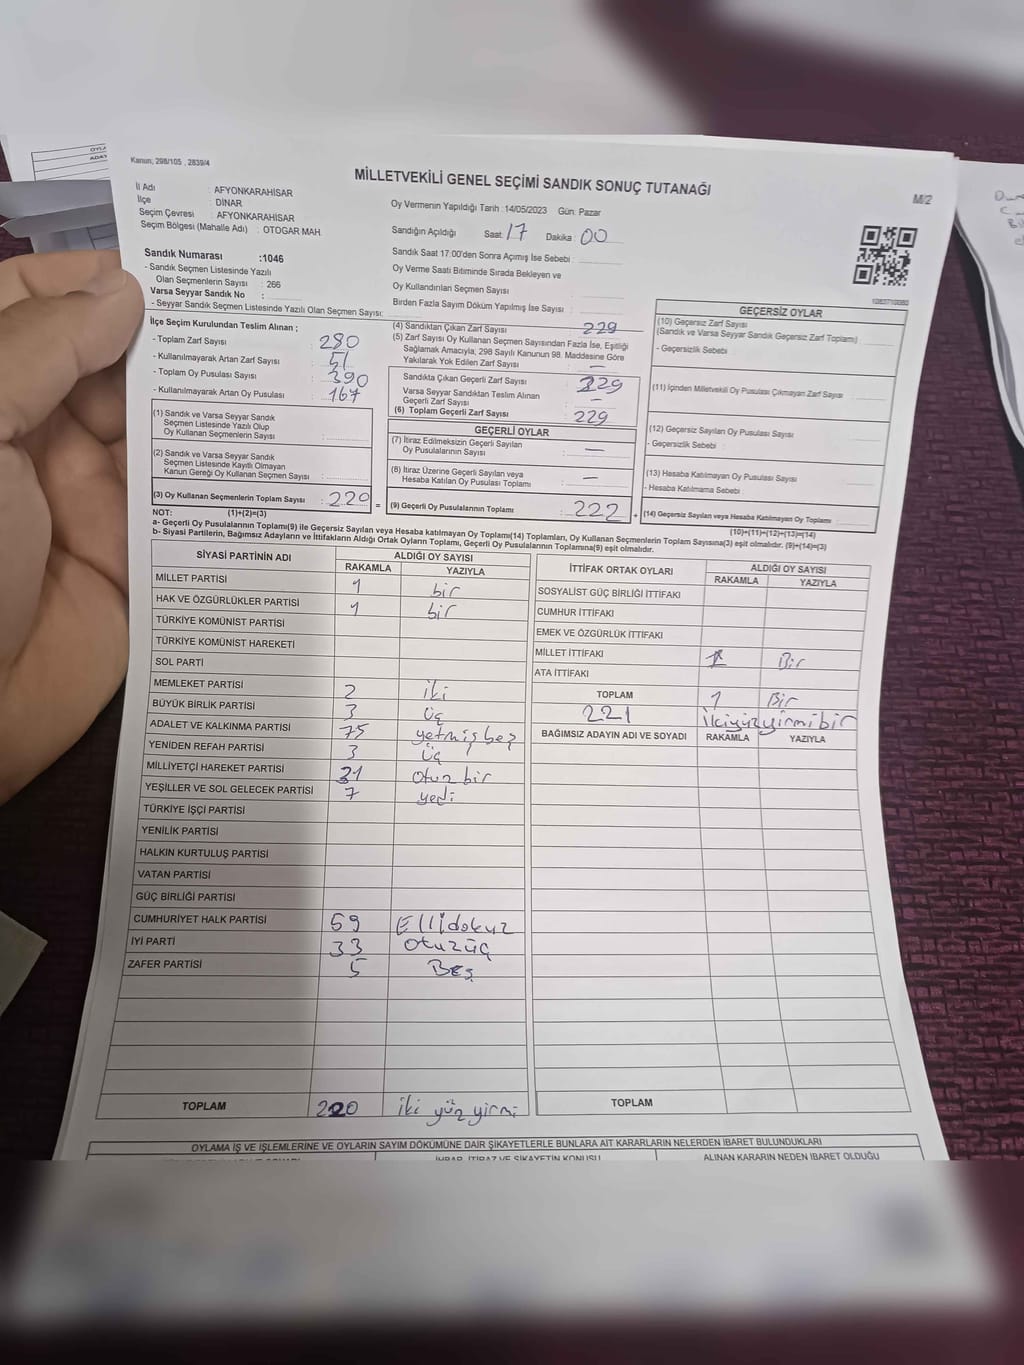 Kanun; 298/105 , 2839/4
MİLLETVEKİLİ GENEL SEÇİMİ SANDIK SONUÇ TUTANAĞI
M/2
İl Adı : AFYONKARAHİSAR
İlçe : DİNAR
Seçim Çevresi : AFYONKARAHİSAR
Seçim Bölgesi (Mahalle Adı) : OTOGAR MAH.
Oy Vermenin Yapıldığı Tarih :14/05/2023 Gün: Pazar
Sandığın Açıldığı Saat: 17 Dakika : 00
Sandık Saat 17:00'den Sonra Açımış İse Sebebi :
Oy Verme Saati Bitiminde Sırada Bekleyen ve
Oy Kullandırılan Seçmen Sayısı :
Birden Fazla Sayım Döküm Yapılmış İse Sayısı :
Sandık Numarası :1046
- Sandık Seçmen Listesinde Yazılı
Olan Seçmenlerin Sayısı : 266
Varsa Seyyar Sandık No :
- Seyyar Sandık Seçmen Listesinde Yazılı Olan Seçmen Sayısı:
İlçe Seçim Kurulundan Teslim Alınan ;
- Toplam Zarf Sayısı : 280
- Kullanılmayarak Artan Zarf Sayısı : 51
- Toplam Oy Pusulası Sayısı : 390
- Kullanılmayarak Artan Oy Pusulası : 167
(1) Sandık ve Varsa Seyyar Sandık
Seçmen Listesinde Yazılı Olup
Oy Kullanan Seçmenlerin Sayısı :
(2) Sandık ve Varsa Seyyar Sandık
Seçmen Listesinde Kayıtlı Olmayan
Kanun Gereği Oy Kullanan Seçmen Sayısı :
(3) Oy Kullanan Seçmenlerin Toplam Sayısı : 220 =
(4) Sandıktan Çıkan Zarf Sayısı : 229
(5) Zarf Sayısı Oy Kullanan Seçmen Sayısından Fazla İse, Eşitliği
Sağlamak Amacıyla, 298 Sayılı Kanunun 98. Maddesine Göre
Yakılarak Yok Edilen Zarf Sayısı : —
Sandıkta Çıkan Geçerli Zarf Sayısı : 229
Varsa Seyyar Sandıktan Teslim Alınan
Geçerli Zarf Sayısı : —
(6) Toplam Geçerli Zarf Sayısı : 229
GEÇERLİ OYLAR
(7) İtiraz Edilmeksizin Geçerli Sayılan
Oy Pusulalarının Sayısı : —
(8) İtiraz Üzerine Geçerli Sayılan veya
Hesaba Katılan Oy Pusulası Toplamı : —
(9) Geçerli Oy Pusulalarının Toplamı : 222 +
GEÇERSİZ OYLAR
(10) Geçersiz Zarf Sayısı
(Sandık ve Varsa Seyyar Sandık Geçersiz Zarf Toplamı) :
- Geçersizlik Sebebi :
(11) İçinden Milletvekili Oy Pusulası Çıkmayan Zarf Sayısı :
(12) Geçersiz Sayılan Oy Pusulası Sayısı :
- Geçersizlik Sebebi :
(13) Hesaba Katılmayan Oy Pusulası Sayısı :
- Hesaba Katılmama Sebebi :
(14) Geçersiz Sayılan veya Hesaba Katılmayan Oy Toplamı :
(10)+(11)+(12)+(13)=(14)
NOT: (1)+(2)=(3)
a- Geçerli Oy Pusulalarının Toplamı(9) ile Geçersiz Sayılan veya Hesaba katılmayan Oy Toplamı(14) Toplamları, Oy Kullanan Seçmenlerin Toplam Sayısına(3) eşit olmalıdır. (9)+(14)=(3)
b- Siyasi Partilerin, Bağımsız Adayların ve İttifakların Aldığı Ortak Oyların Toplamı, Geçerli Oy Pusulalarının Toplamına(9) eşit olmalıdır.
SİYASİ PARTİNİN ADI ALDIĞI OY SAYISI
RAKAMLA YAZIYLA
MİLLET PARTİSİ 1 bir
HAK VE ÖZGÜRLÜKLER PARTİSİ 1 bir
TÜRKİYE KOMÜNİST PARTİSİ
TÜRKİYE KOMÜNİST HAREKETİ
SOL PARTİ
MEMLEKET PARTİSİ 2 iki
BÜYÜK BİRLİK PARTİSİ 3 üç
ADALET VE KALKINMA PARTİSİ 75 yetmiş beş
YENİDEN REFAH PARTİSİ 3 üç
MİLLİYETÇİ HAREKET PARTİSİ 31 otuz bir
YEŞİLLER VE SOL GELECEK PARTİSİ 7 yedi
TÜRKİYE İŞÇİ PARTİSİ
YENİLİK PARTİSİ
HALKIN KURTULUŞ PARTİSİ
VATAN PARTİSİ
GÜÇ BİRLİĞİ PARTİSİ
CUMHURİYET HALK PARTİSİ 59 Ellidokuz
İYİ PARTİ 33 Otuzüç
ZAFER PARTİSİ 5 Beş
TOPLAM 220 iki yüz yirmi
İTTİFAK ORTAK OYLARI ALDIĞI OY SAYISI
RAKAMLA YAZIYLA
SOSYALİST GÜÇ BİRLİĞİ İTTİFAKI
CUMHUR İTTİFAKI
EMEK VE ÖZGÜRLÜK İTTİFAKI
MİLLET İTTİFAKI 1 Bir
ATA İTTİFAKI
TOPLAM 1 Bir
221 İkiyüzyirmibir
BAĞIMSIZ ADAYIN ADI VE SOYADI RAKAMLA YAZIYLA
TOPLAM
OYLAMA İŞ VE İŞLEMLERİNE VE OYLARIN SAYIM DÖKÜMÜNE DAİR ŞİKAYETLERLE BUNLARA AİT KARARLARIN NELERDEN İBARET BULUNDUKLARI
İHBAR, İTİRAZ VE ŞİKAYETİN KONUSU ALINAN KARARIN NEDEN İBARET OLDUĞU